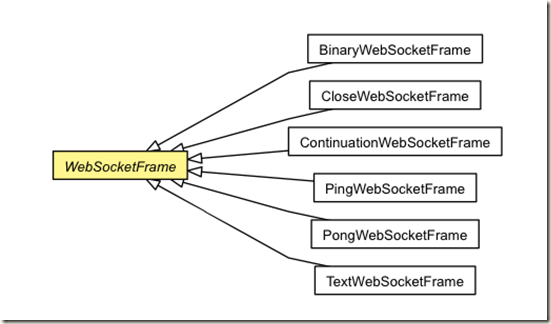 BinaryWebSocketFrame
CloseWebSocketFrame
ContinuationWebSocketFrame
WebSocketFrame
PingWebSocketFrame
PongWebSocketFrame
TextWebSocketFrame